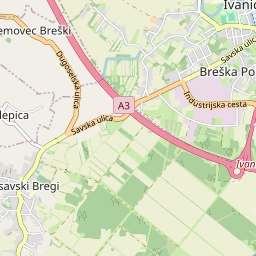 Ivanić
emovec Breški
Savska ulica
Dugoselska ulica
Breška Po
A3
Industrijska cesta
lepica
Savska ulica
Ivan
savski Bregi